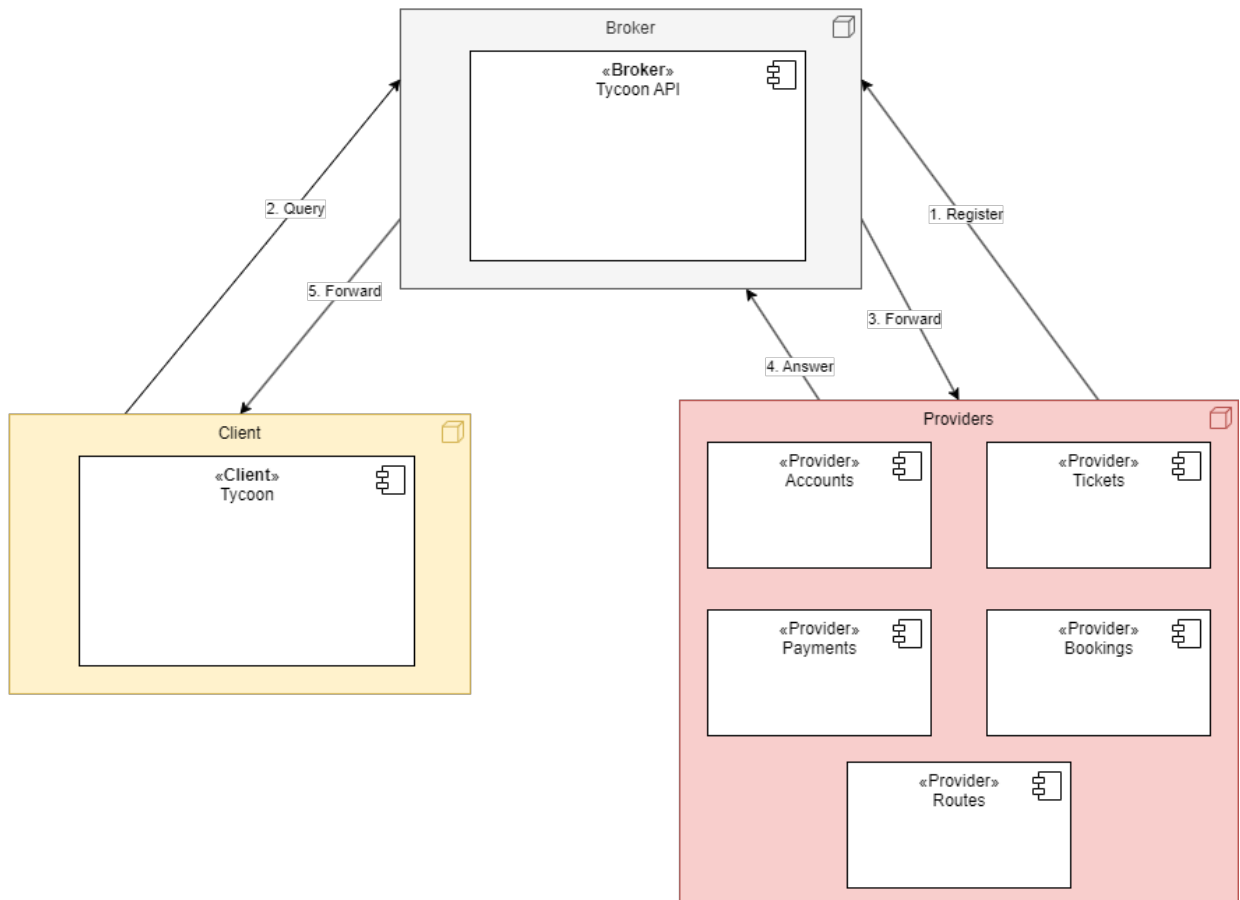 Broker
«Broker»
Tycoon API
2. Query
1. Register
5. Forward
3. Forward
4. Answer
Client
«Client»
Tycoon
Providers
«Provider»
Accounts
«Provider»
Tickets
«Provider»
Payments
«Provider»
Bookings
«Provider»
Routes